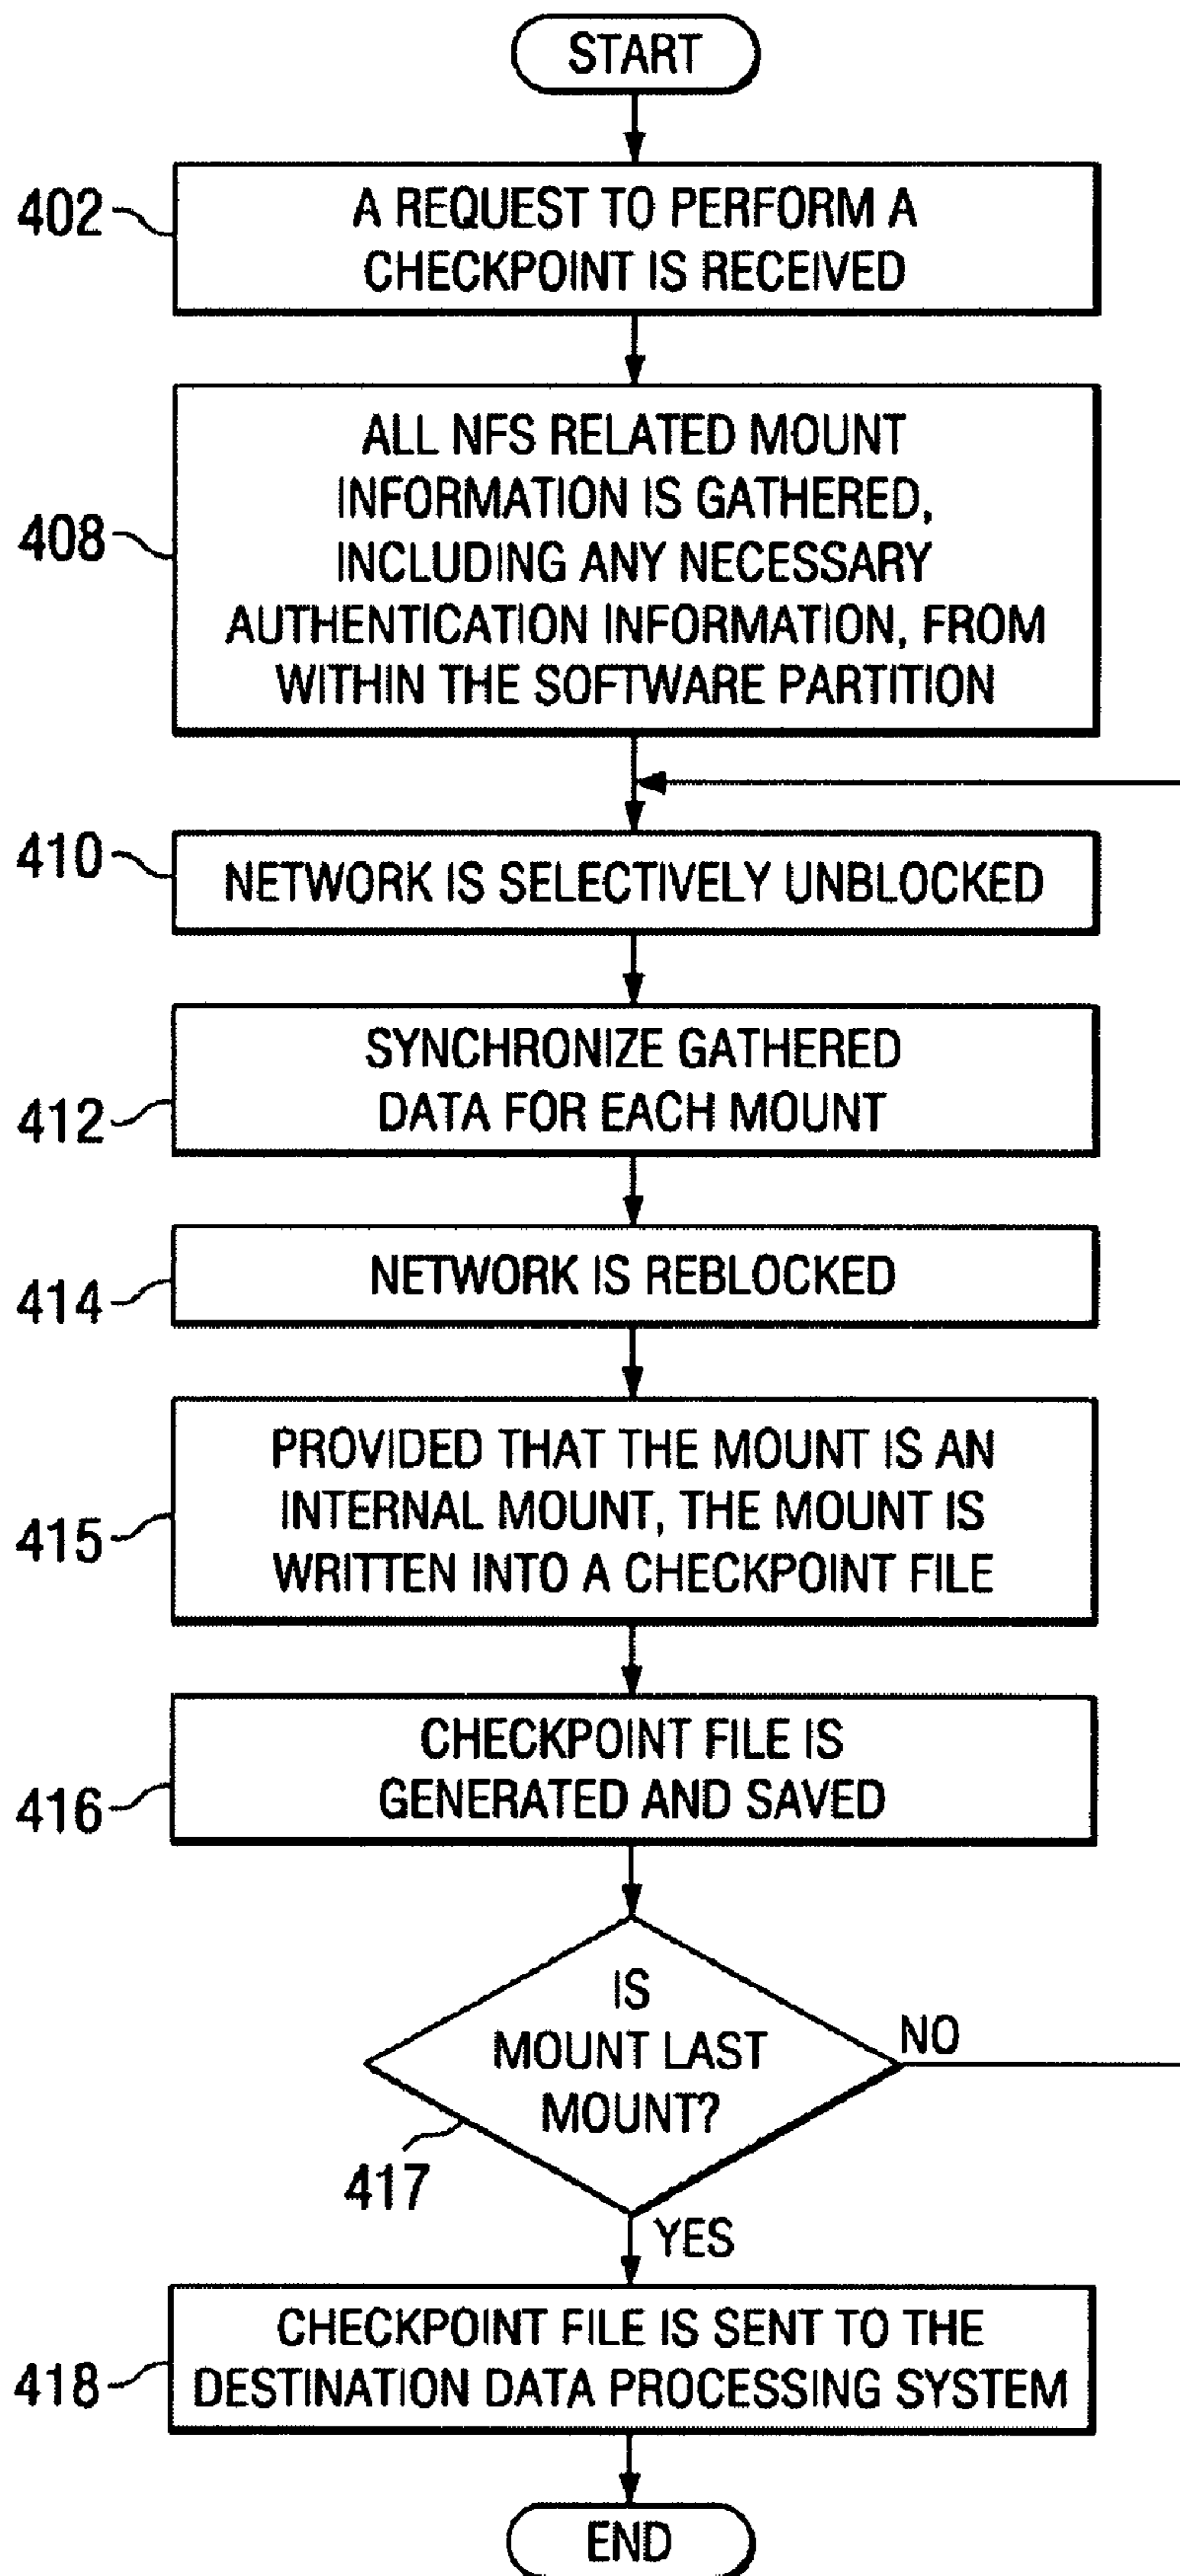 START
402
A REQUEST TO PERFORM A
CHECKPOINT IS RECEIVED
408
ALL NFS RELATED MOUNT
INFORMATION IS GATHERED,
INCLUDING ANY NECESSARY
AUTHENTICATION INFORMATION, FROM
WITHIN THE SOFTWARE PARTITION
410
NETWORK IS SELECTIVELY UNBLOCKED
412
SYNCHRONIZE GATHERED
DATA FOR EACH MOUNT
414
NETWORK IS REBLOCKED
415
PROVIDED THAT THE MOUNT IS AN
INTERNAL MOUNT, THE MOUNT IS
WRITTEN INTO A CHECKPOINT FILE
416
CHECKPOINT FILE IS
GENERATED AND SAVED
IS
MOUNT LAST
MOUNT?
NO
417
YES
418
CHECKPOINT FILE IS SENT TO THE
DESTINATION DATA PROCESSING SYSTEM
END